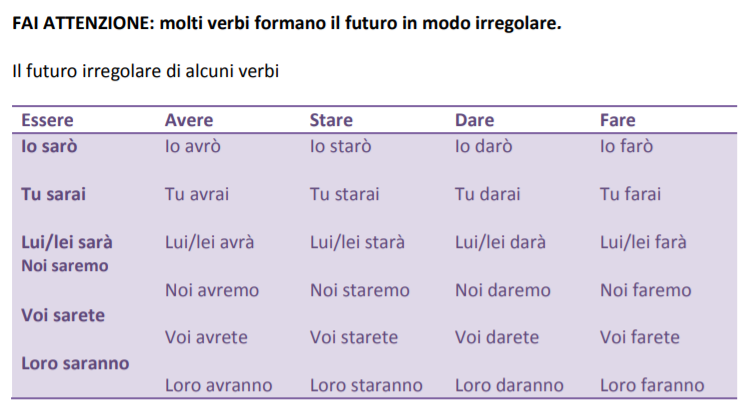 FAI ATTENZIONE: molti verbi formano il futuro in modo irregolare.
Il futuro irregolare di alcuni verbi
Essere Avere Stare Dare Fare
Io sarò Io avrò Io starò Io darò Io farò
Tu sarai Tu avrai Tu starai Tu darai Tu farai
Lui/lei sarà Lui/lei avrà Lui/lei starà Lui/lei darà Lui/lei farà
Noi saremo
Noi avremo Noi staremo Noi daremo Noi faremo
Voi sarete
Voi avrete Voi starete Voi darete Voi farete
Loro saranno
Loro avranno Loro staranno Loro daranno Loro faranno